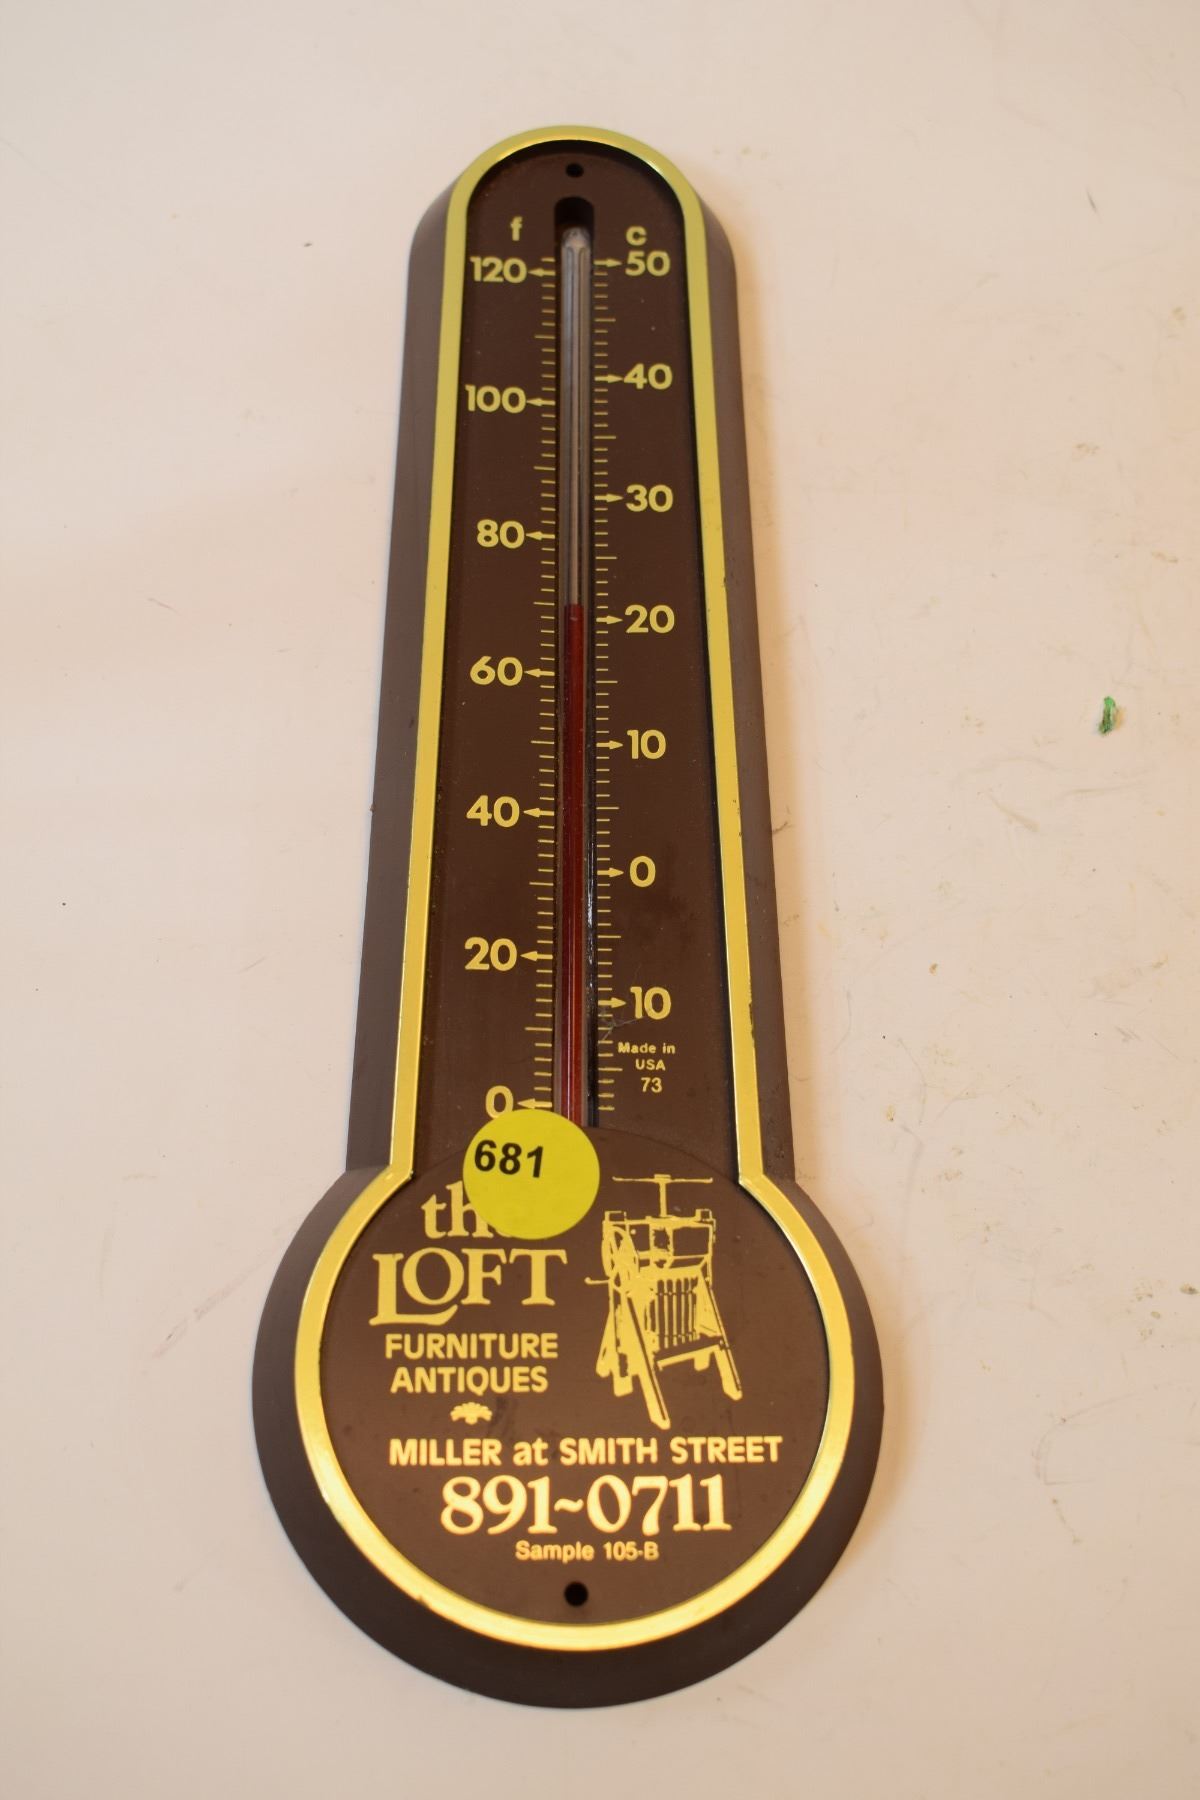 f c
120 50
40
100
30
80
20
60
10
40
0
20
10
Made in
USA
73
0
681
the
LOFT
FURNITURE
ANTIQUES
MILLER at SMITH STREET
891~0711
Sample 105-B